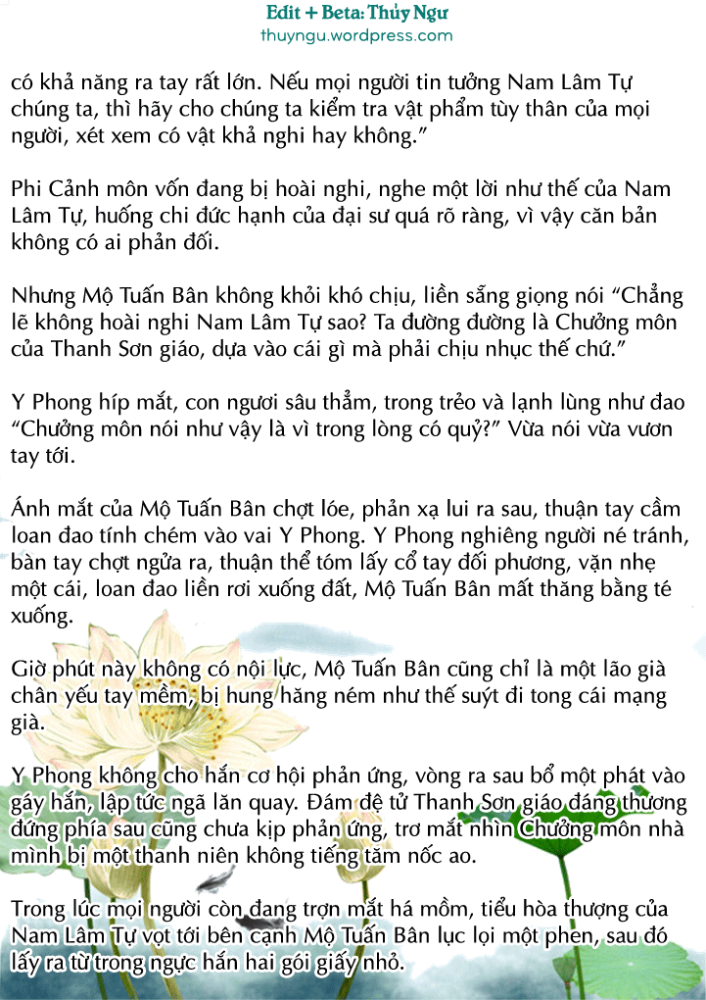 Edit + Beta: Thủy Ngư
thuyngu.wordpress.com
có khả năng ra tay rất lớn. Nếu mọi người tin tưởng Nam Lâm Tự
chúng ta, thì hãy cho chúng ta kiểm tra vật phẩm tùy thân của mọi
người, xét xem có vật khả nghi hay không.”
Phi Cảnh môn vốn đang bị hoài nghi, nghe một lời như thế của Nam
Lâm Tự, huống chi đức hạnh của đại sư quá rõ ràng, vì vậy căn bản
không có ai phản đối.
Nhưng Mộ Tuấn Bân không khỏi khó chịu, liền sẵng giọng nói “Chẳng
lẽ không hoài nghi Nam Lâm Tự sao? Ta đường đường là Chưởng môn
của Thanh Sơn giáo, dựa vào cái gì mà phải chịu nhục thế chứ.”
Y Phong híp mắt, con ngươi sâu thẳm, trong trẻo và lạnh lùng như đao
“Chưởng môn nói như vậy là vì trong lòng có quỷ?” Vừa nói vừa vươn
tay tới.
Ánh mắt của Mộ Tuấn Bân chợt lóe, phản xạ lui ra sau, thuận tay cầm
loan đao tính chém vào vai Y Phong. Y Phong nghiêng người né tránh,
bàn tay chợt ngửa ra, thuận thể tóm lấy cổ tay đối phương, vặn nhẹ
một cái, loan đao liền rơi xuống đất, Mộ Tuấn Bân mất thăng bằng té
xuống.
Giờ phút này không có nội lực, Mộ Tuấn Bân cũng chỉ là một lão già
chân yếu tay mềm, bị hung hăng ném như thế suýt đi tong cái mạng
già.
Y Phong không cho hắn cơ hội phản ứng, vòng ra sau bổ một phát vào
gáy hắn, lập tức ngã lăn quay. Đám đệ tử Thanh Sơn giáo đáng thương
đứng phía sau cũng chưa kịp phản ứng, trơ mắt nhìn Chưởng môn nhà
mình bị một thanh niên không tiếng tăm nốc ao.
Trong lúc mọi người còn đang trợn mắt há mồm, tiểu hòa thượng của
Nam Lâm Tự vọt tới bên cạnh Mộ Tuấn Bân lục lọi một phen, sau đó
lấy ra từ trong ngực hắn hai gói giấy nhỏ.